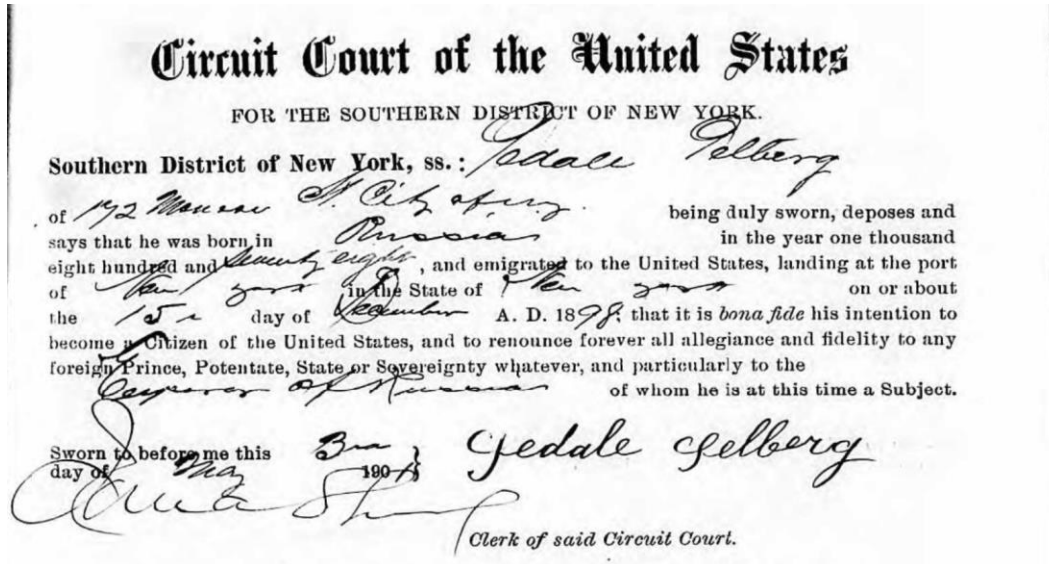 Circuit Court of the United States
FOR THE SOUTHERN DISTRICT OF NEW YORK.
Southern District of New York, ss.: Gedale Gelberg
of 172 Monroe St. City of N.Y. being duly sworn, deposes and
says that he was born in Russia in the year one thousand
eight hundred and Seventy eight, and emigrated to the United States, landing at the port
of New York in the State of New York on or about
the 15 day of December A. D. 1898: that it is bona fide his intention to
become a Citizen of the United States, and to renounce forever all allegiance and fidelity to any
foreign Prince, Potentate, State or Sovereignty whatever, and particularly to the
Emperor of Russia of whom he is at this time a Subject.
Sworn to before me this 3rd Gedale Gelberg
day of May 190
Clerk of said Circuit Court.